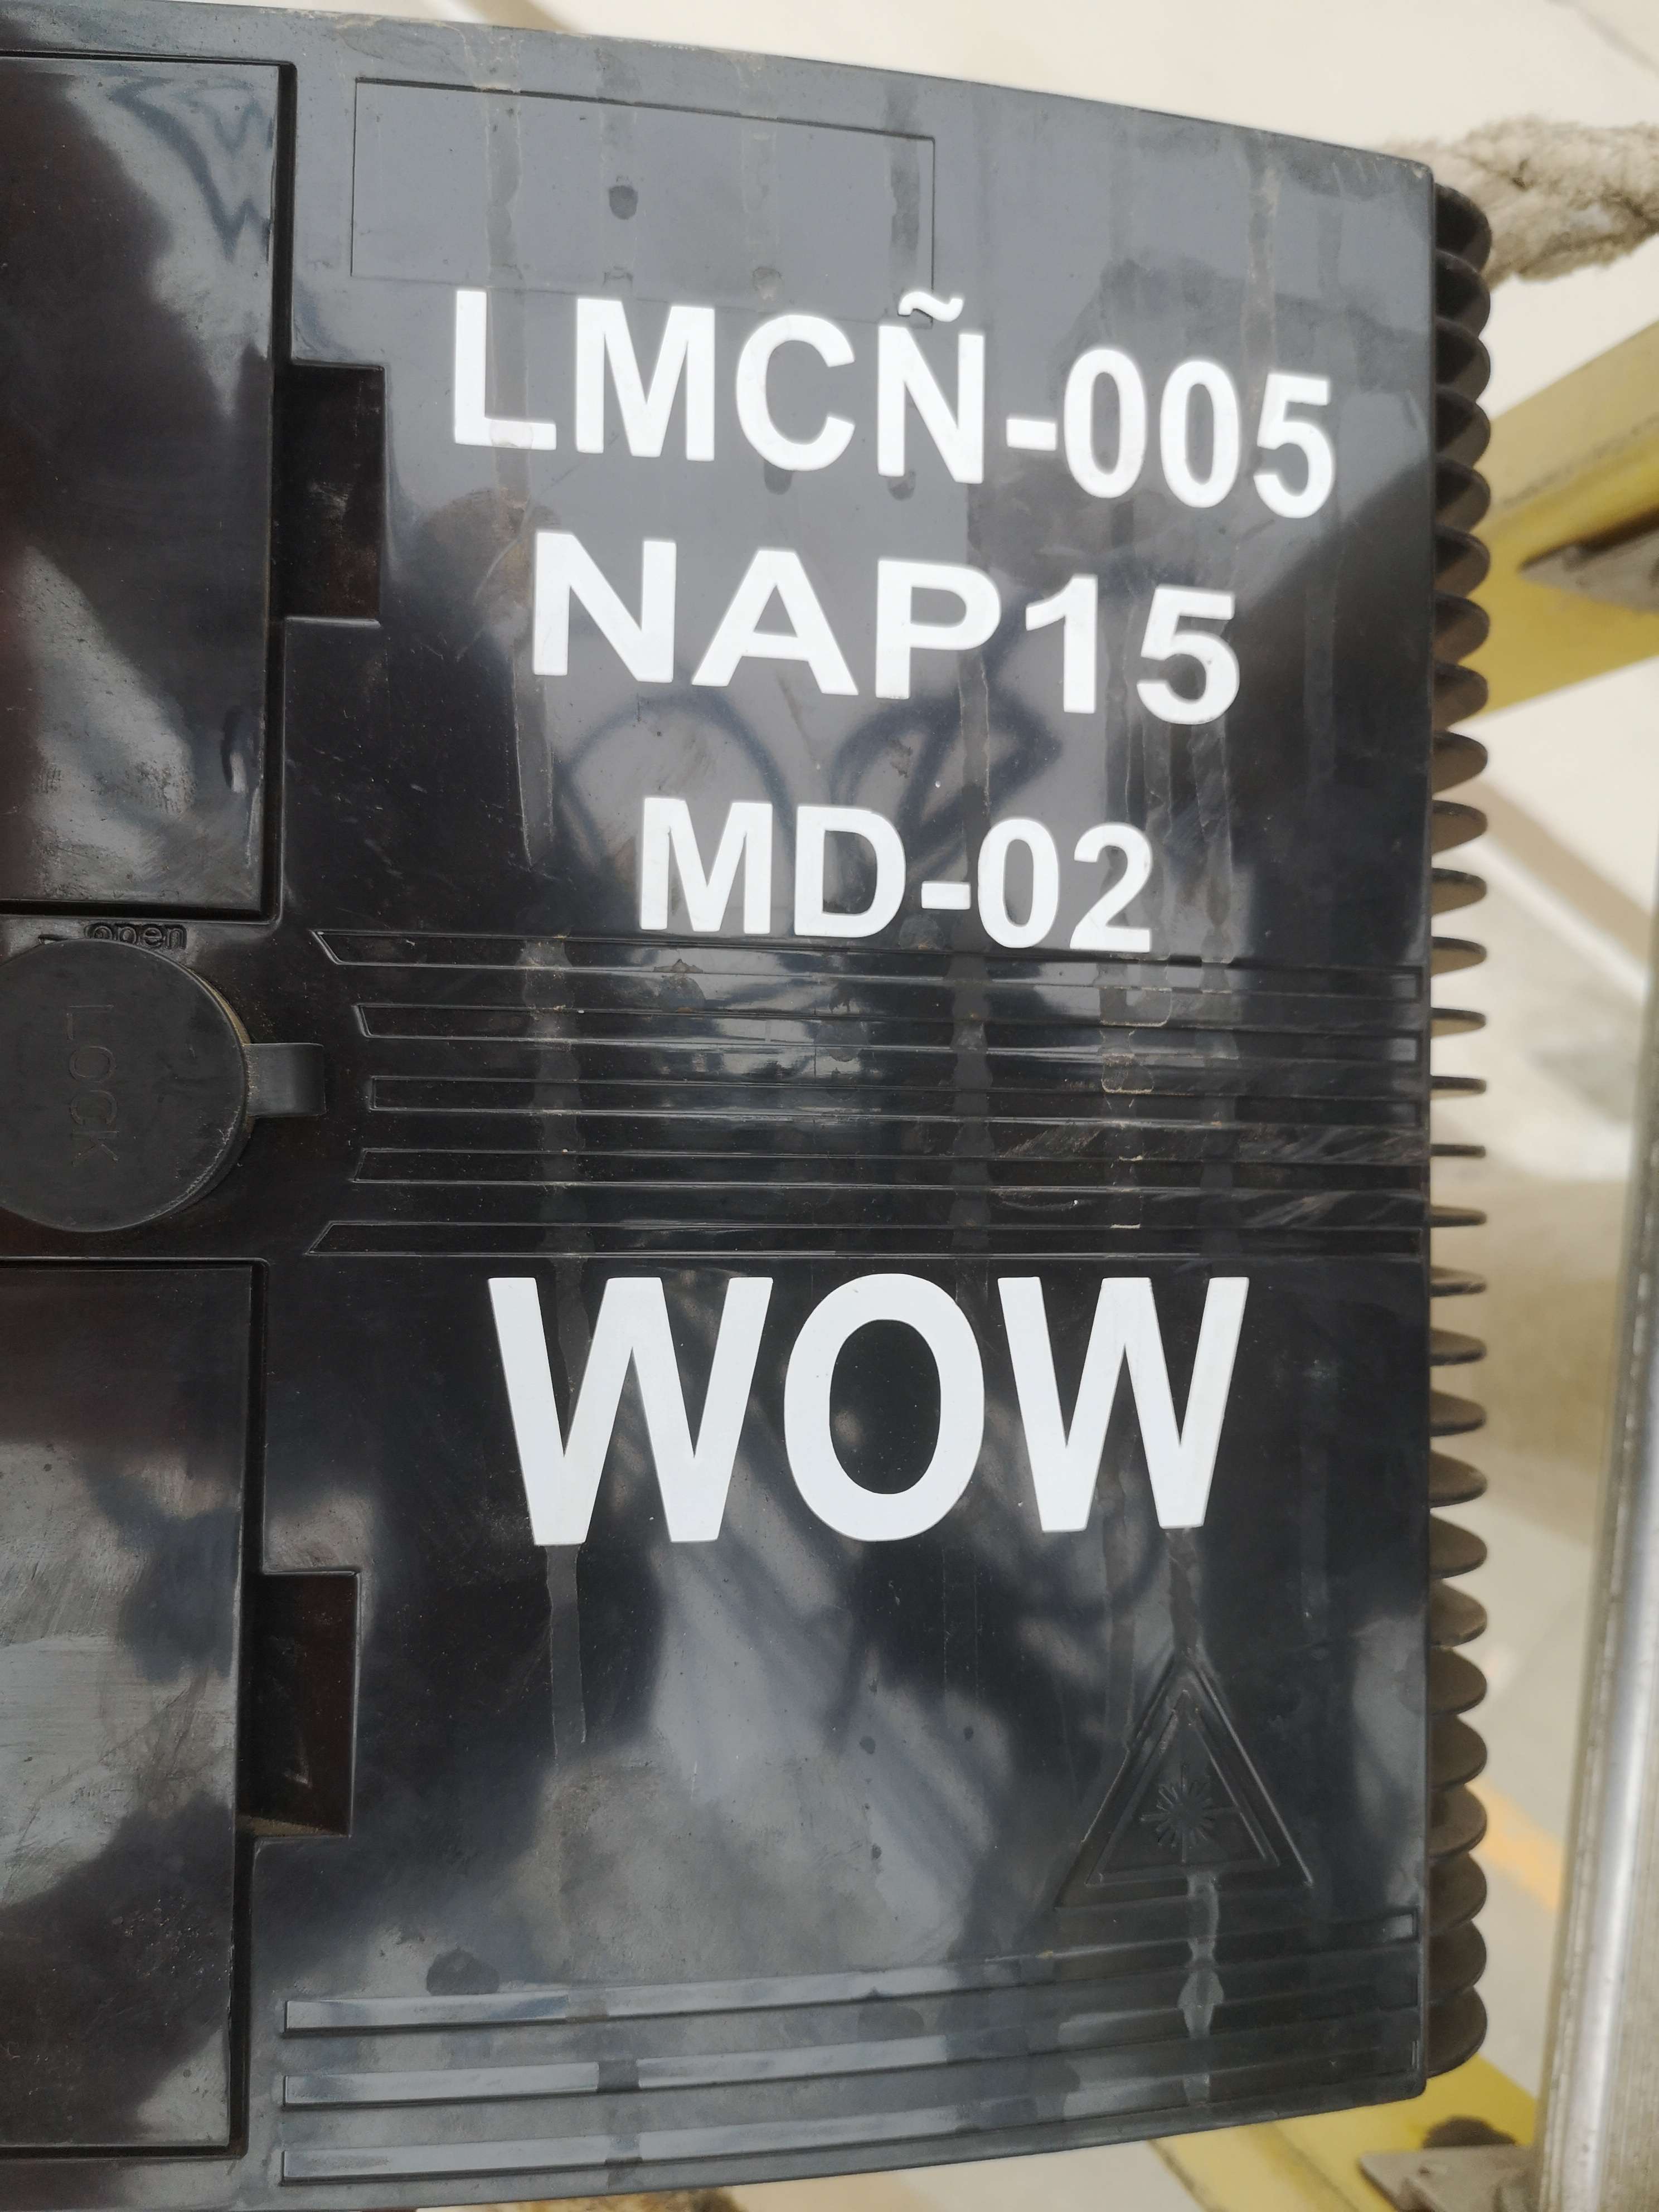 LMCÑ-005
NAP15
MD-02
open
LOCK
WOW